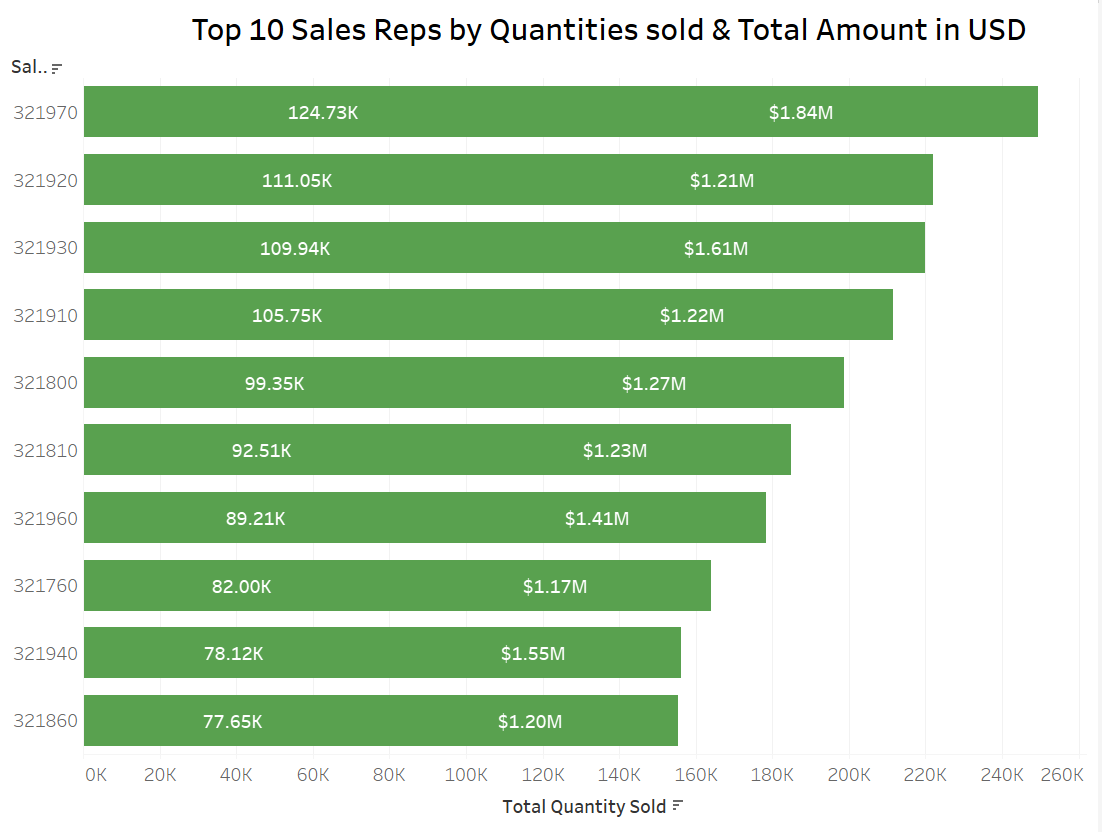 Top 10 Sales Reps by Quantities sold & Total Amount in USD
Sal..
321970 124.73K $1.84M
321920 111.05K $1.21M
321930 109.94K $1.61M
321910 105.75K $1.22M
321800 99.35K $1.27M
321810 92.51K $1.23M
321960 89.21K $1.41M
321760 82.00K $1.17M
321940 78.12K $1.55M
321860 77.65K $1.20M
0K 20K 40K 60K 80K 100K 120K 140K 160K 180K 200K 220K 240K 260K
Total Quantity Sold